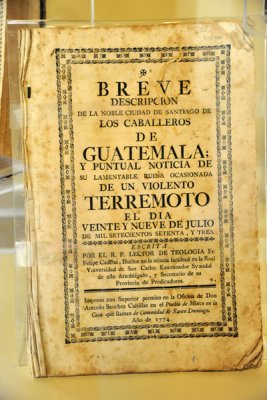 BREVE
DESCRIPCION
DE LA NOBLE CIUDAD DE SANTIAGO DE
LOS CABALLEROS
DE
GUATEMALA;
Y PUNTUAL NOTICIA DE
SU LAMENTABLE RUINA OCASIONADA
DE UN VIOLENTO
TERREMOTO
EL DIA
VEINTE Y NUEVE DE JULIO
DE MIL SETECIENTOS SETENTA, Y TRES.
ESCRITA
POR EL R. P. LECTOR DE TEOLOGIA Fr.
Felipe Cadena, Doctor en la misma facultad en la Real
Universidad de San Carlos Examinador Synodal
de este Arzobispado, y Secretario de su
Provincia de Predicadores.
Impreso con Superior permiso en la Oficina de Don
Antonio Sanchez Cubillas en el Pueblo de Mixco en la
Casa que llaman de Comunidad de Santo Domingo.
Año de 1774.